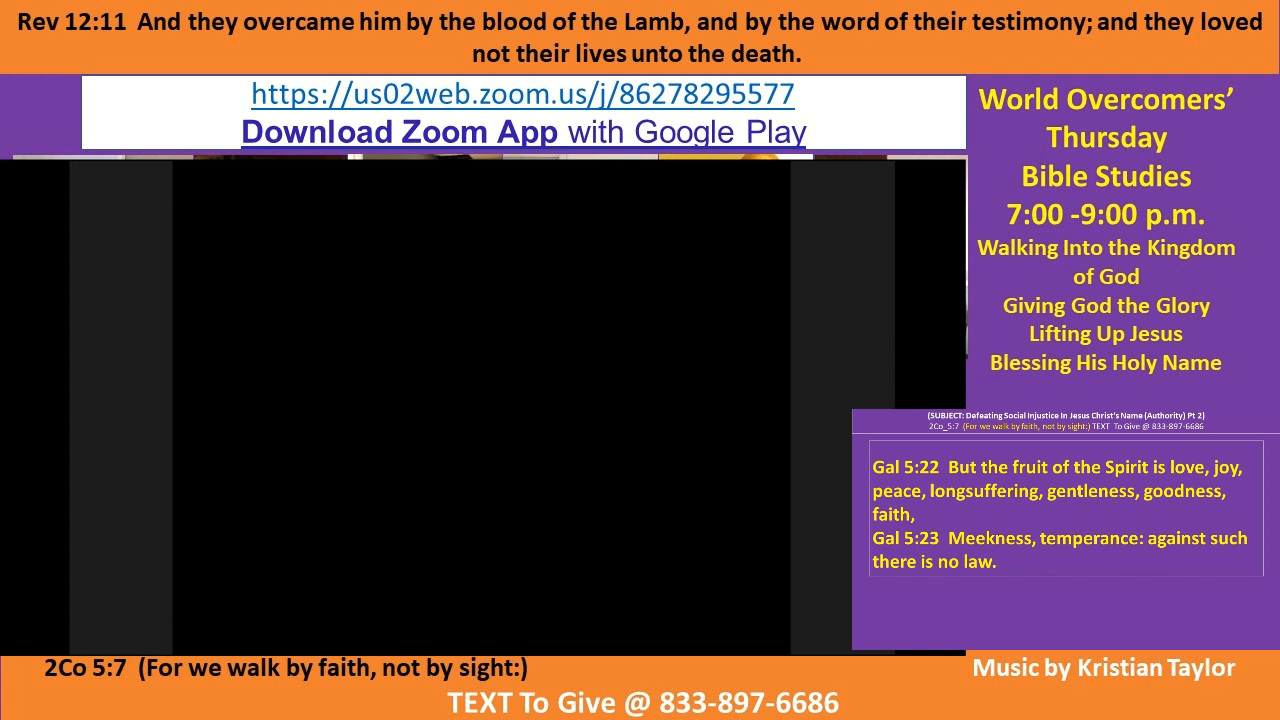 Rev 12:11 And they overcame him by the blood of the Lamb, and by the word of their testimony; and they loved
not their lives unto the death.
https://us02web.zoom.us/j/86278295577
Download Zoom App with Google Play
World Overcomers’
Thursday
Bible Studies
7:00 -9:00 p.m.
Walking Into the Kingdom
of God
Giving God the Glory
Lifting Up Jesus
Blessing His Holy Name
(SUBJECT: Defeating Social Injustice In Jesus Christ's Name (Authority) Pt 2)
2Co_5:7 (For we walk by faith, not by sight:) TEXT To Give @ 833-897-6686
Gal 5:22 But the fruit of the Spirit is love, joy,
peace, longsuffering, gentleness, goodness,
faith,
Gal 5:23 Meekness, temperance: against such
there is no law.
2Co 5:7 (For we walk by faith, not by sight:)
Music by Kristian Taylor
TEXT To Give @ 833-897-6686